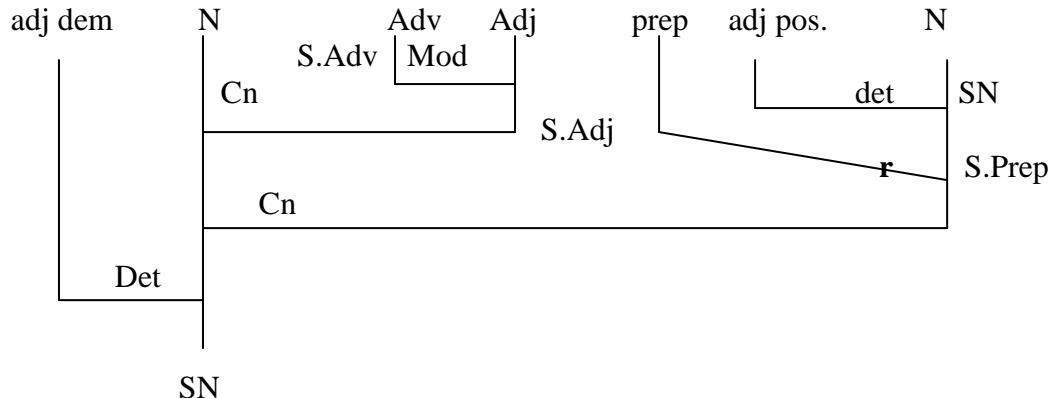 adj dem N Adv Adj prep adj pos. N
S.Adv Mod
Cn det SN
S.Adj
r S.Prep
Cn
Det
SN